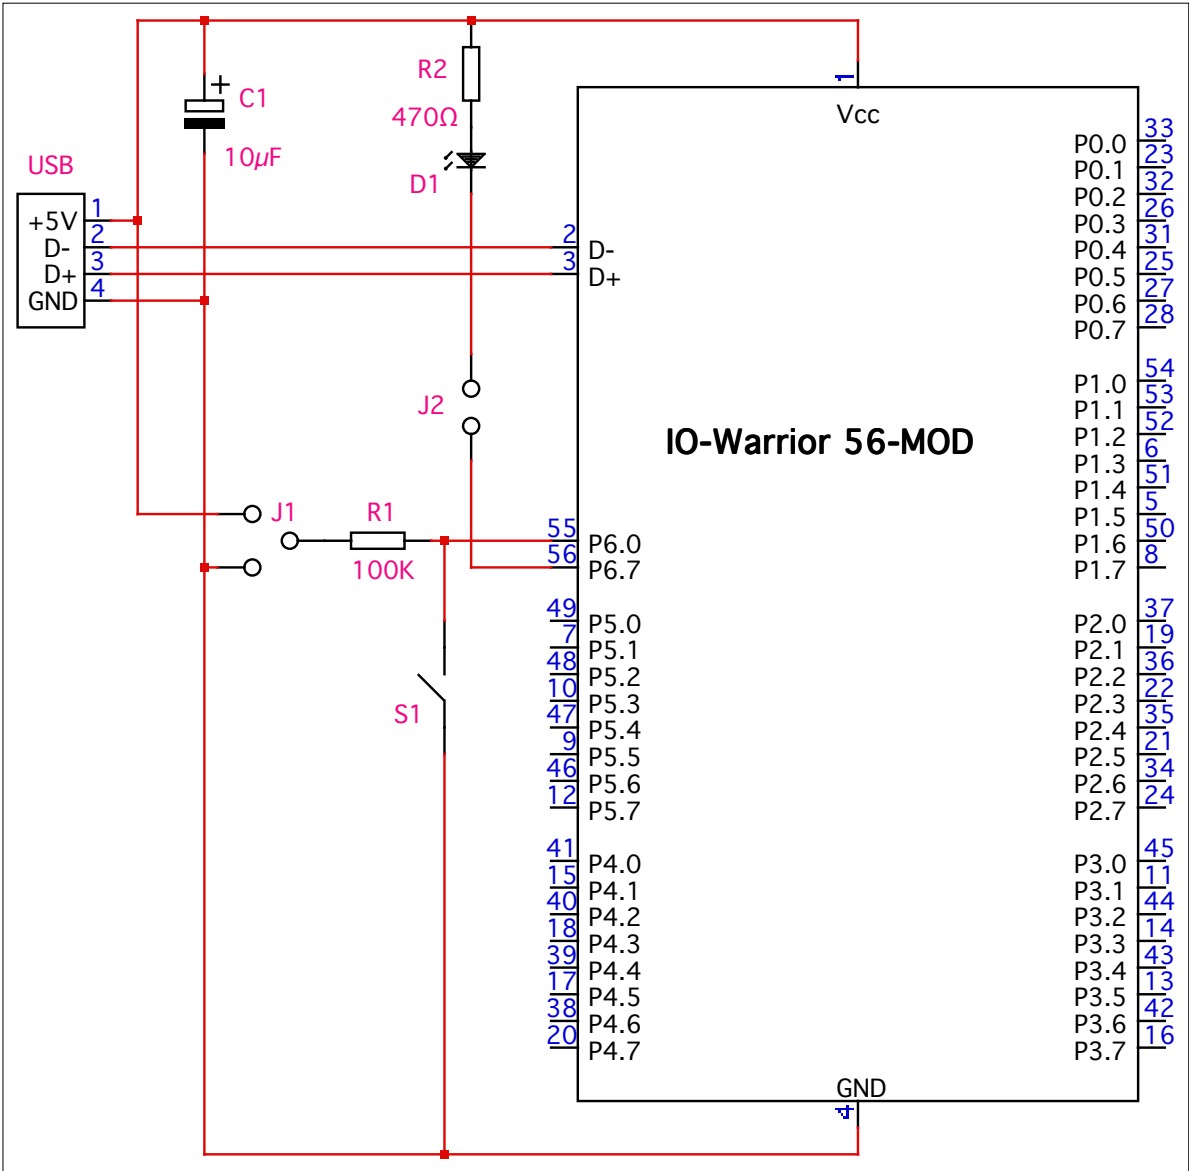 R2
470Ω
C1
10µF
D1
USB
+5V 1
D- 2
D+ 3
GND 4
J2
J1
R1
100K
S1
+
IO-Warrior 56-MOD
1
Vcc
2 D-
3 D+
55 P6.0
56 P6.7
49 P5.0
7 P5.1
48 P5.2
10 P5.3
47 P5.4
9 P5.5
46 P5.6
12 P5.7
41 P4.0
15 P4.1
40 P4.2
18 P4.3
39 P4.4
17 P4.5
38 P4.6
20 P4.7
P0.0 33
P0.1 23
P0.2 32
P0.3 26
P0.4 31
P0.5 25
P0.6 27
P0.7 28
P1.0 54
P1.1 53
P1.2 52
P1.3 6
P1.4 51
P1.5 5
P1.6 50
P1.7 8
P2.0 37
P2.1 19
P2.2 36
P2.3 22
P2.4 35
P2.5 21
P2.6 34
P2.7 24
P3.0 45
P3.1 11
P3.2 44
P3.3 14
P3.4 43
P3.5 13
P3.6 42
P3.7 16
GND
4